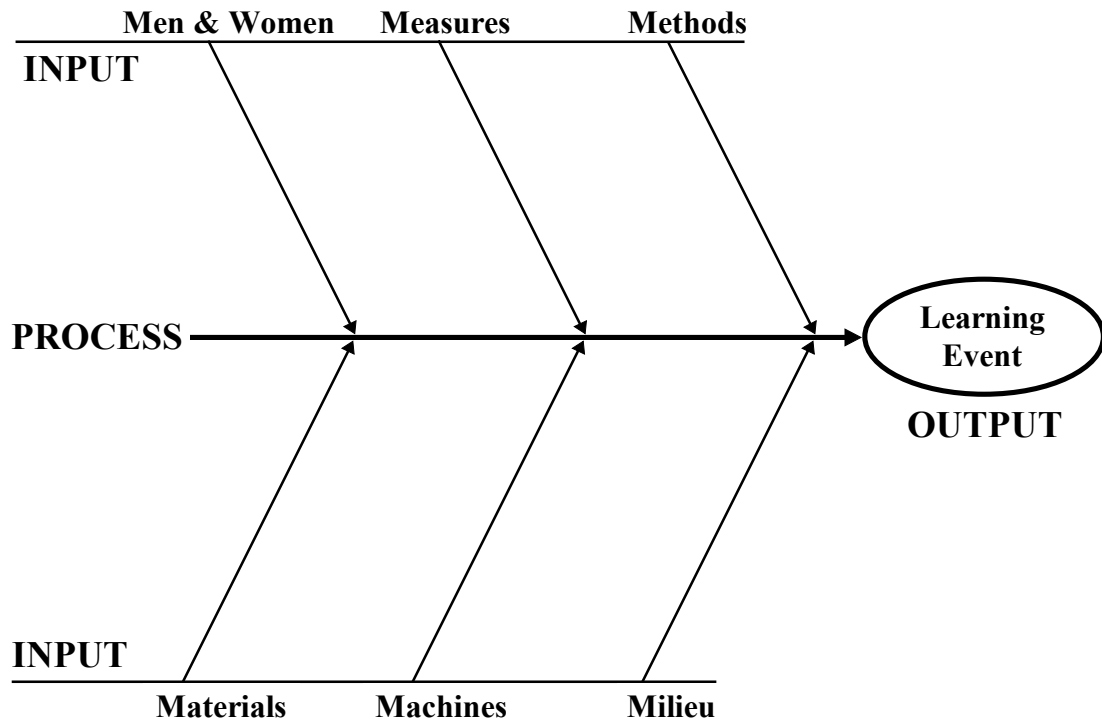 Men & Women Measures Methods
INPUT
PROCESS
Learning
Event
OUTPUT
INPUT
Materials Machines Milieu